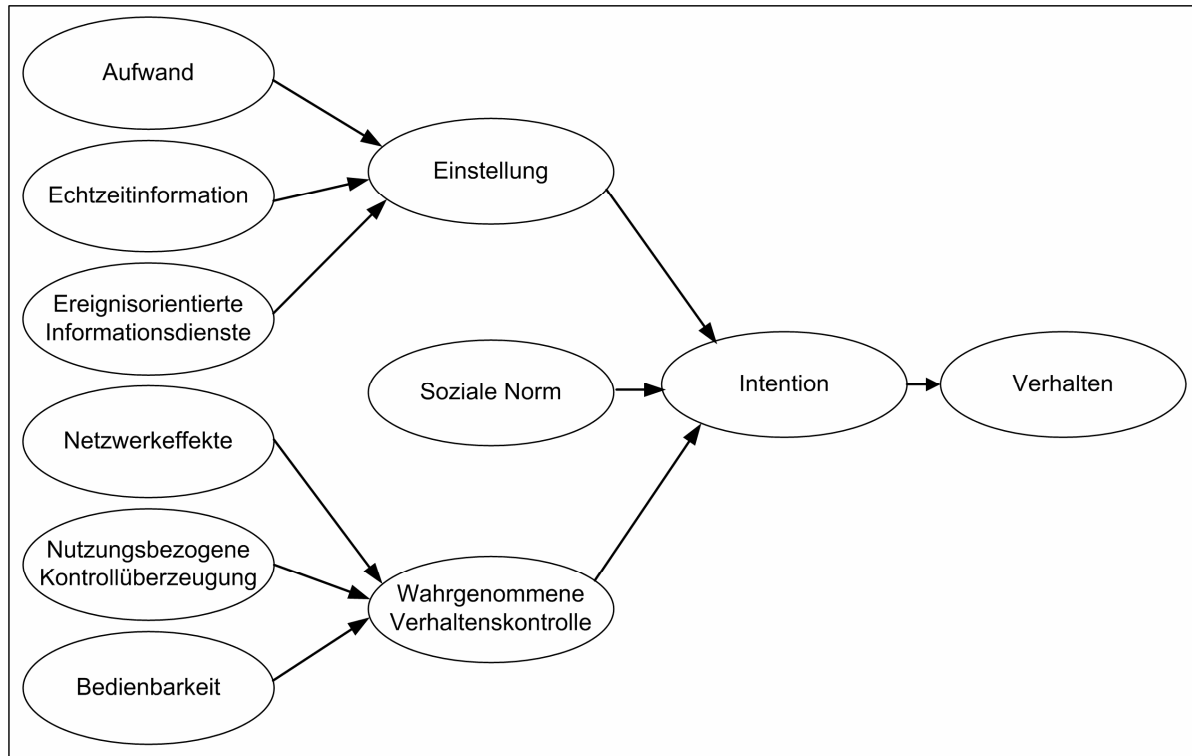 Aufwand
Echtzeitinformation
Ereignisorientierte
Informationsdienste
Netzwerkeffekte
Nutzungsbezogene
Kontrollüberzeugung
Bedienbarkeit
Einstellung
Soziale Norm
Wahrgenommene
Verhaltenskontrolle
Intention
Verhalten